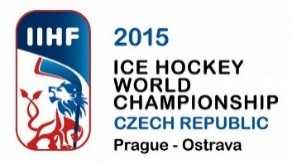 IIHF
2015
ICE HOCKEY
WORLD
CHAMPIONSHIP
CZECH REPUBLIC
Prague - Ostrava